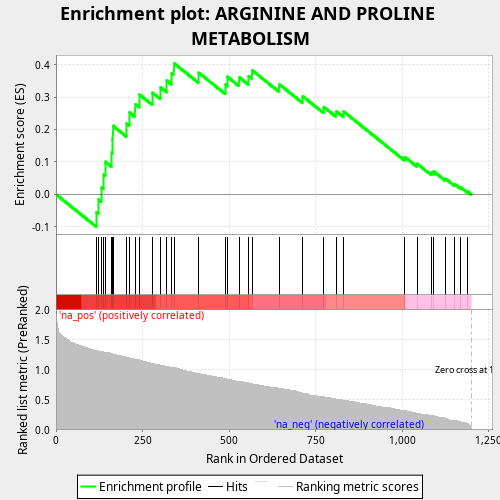 Enrichment plot: ARGININE AND PROLINE
METABOLISM
Enrichment score (ES)
0.4
0.3
0.2
0.1
0.0
-0.1
Ranked list metric (PreRanked)
2.0
1.5
1.0
0.5
0.0
'na_pos' (positively correlated)
Zero cross at 1
'na_neg' (negatively correlated)
0
250
500
750
1,000
1,250
Rank in Ordered Dataset
Enrichment profile
Hits
Ranking metric scores